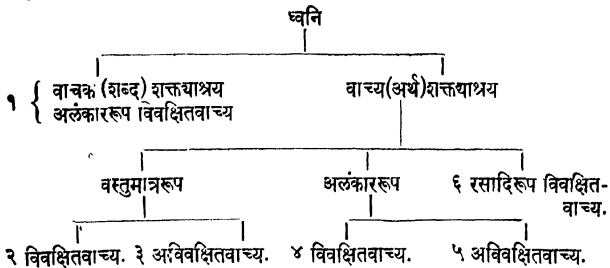 ध्वनि
१ { वाचक (शब्द) शक्त्याश्रय वाच्य (अर्थ) शक्त्याश्रय
अलंकाररूप विवक्षितवाच्य
वस्तुमात्ररूप अलंकाररूप ६ रसादिरूप विवक्षित-
वाच्य.
२ विवक्षितवाच्य. ३ अविवक्षितवाच्य. ४ विवक्षितवाच्य. ५ अविवक्षितवाच्य.